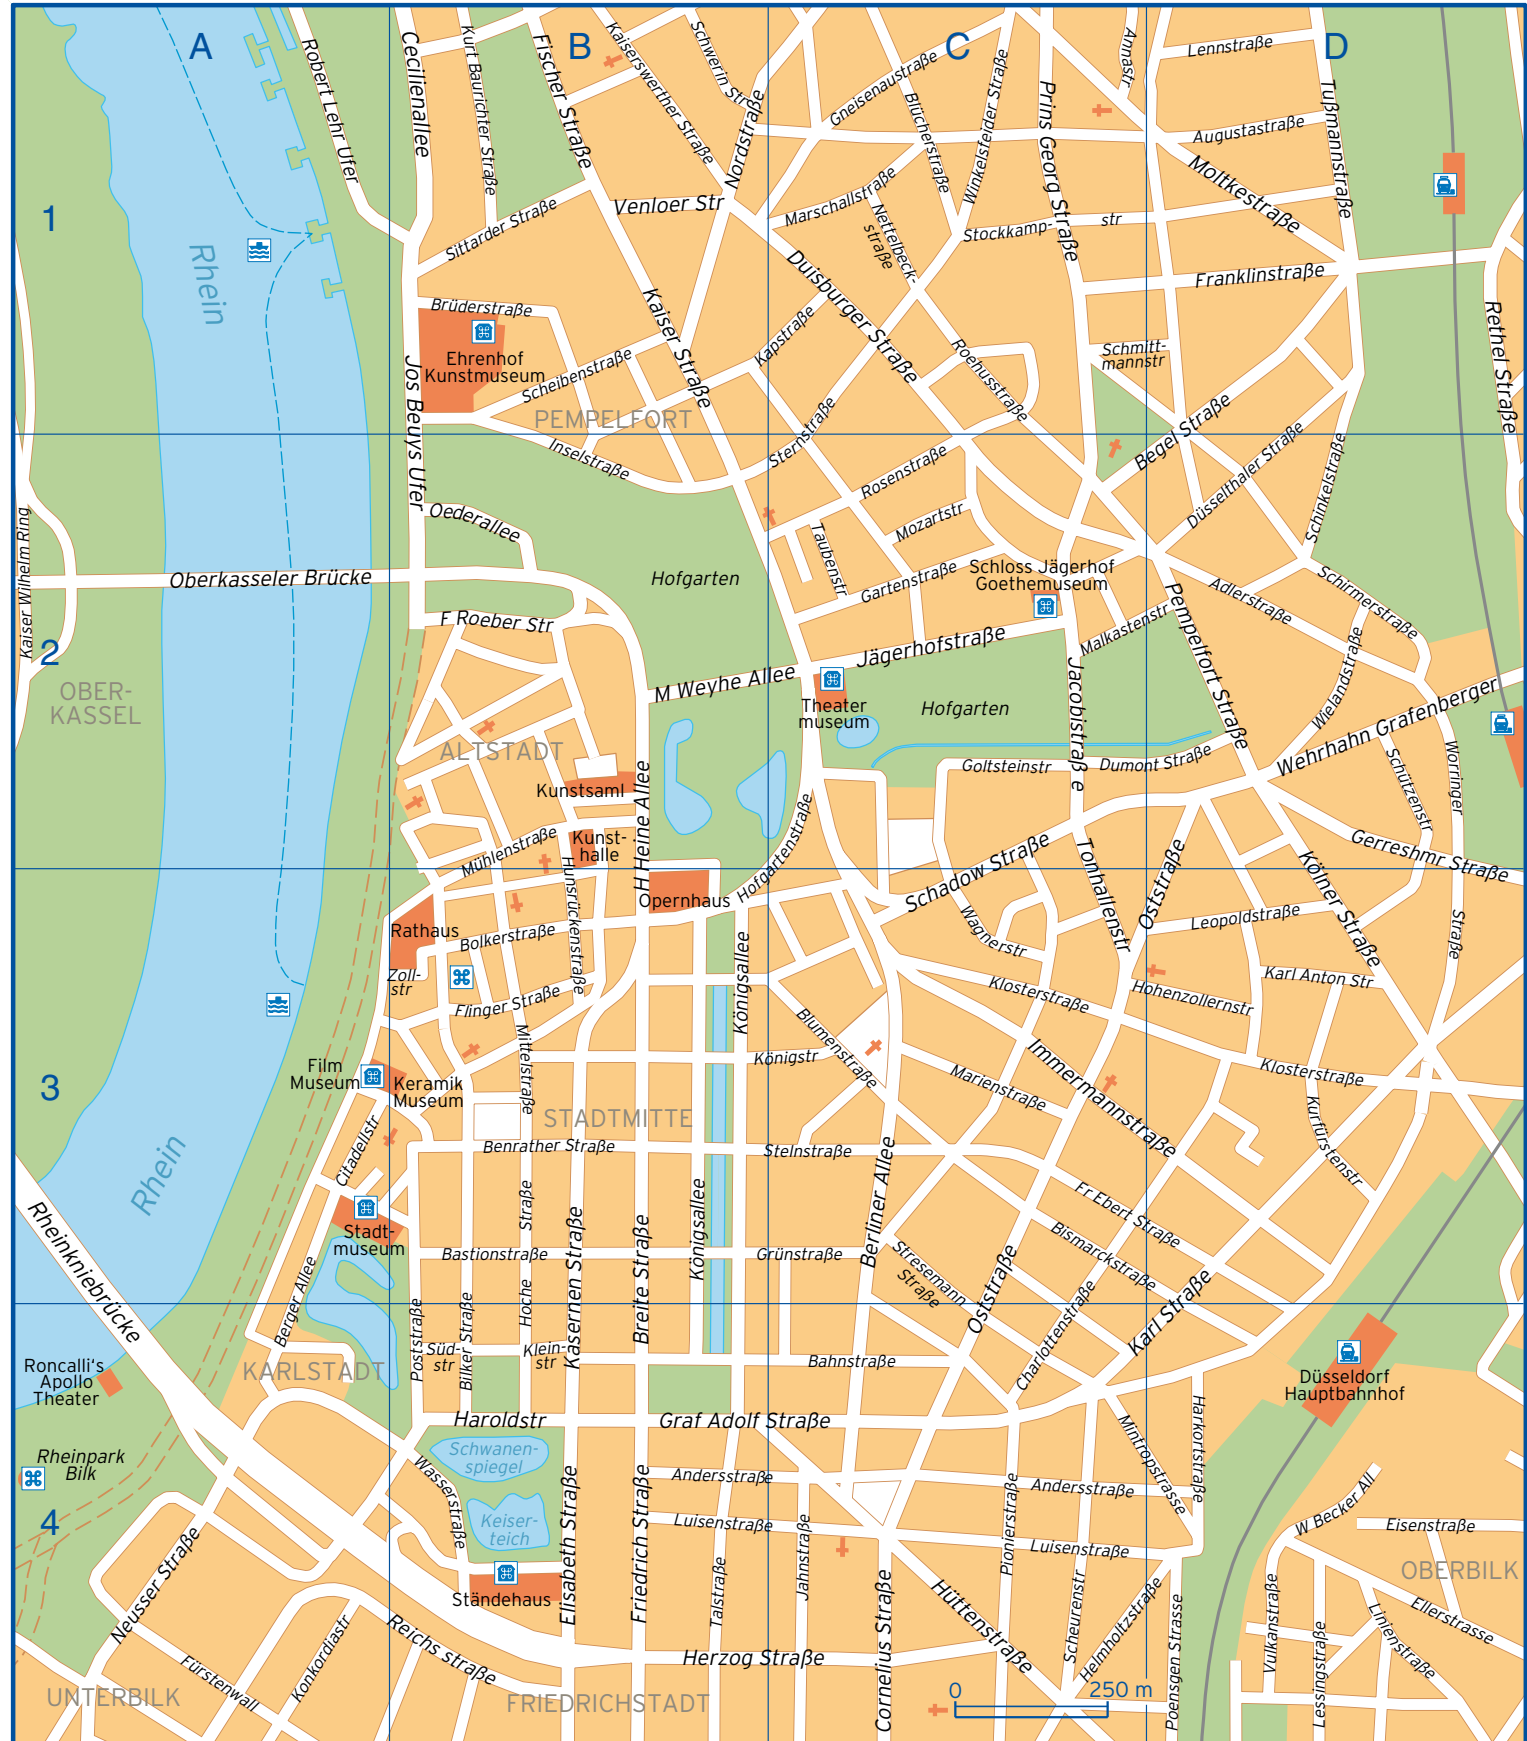 A
B
C
D
1
2
3
4
Robert Lehr Ufer
Cecilienallee
Kurt Baurichter Straße
Fischer Straße
Kaiserswerther Straße
Schwerin Str
Nordstraße
Gneisenaustraße
Blücherstraße
Winkelsfelder Straße
Prins Georg Straße
Annastr
Lennstraße
Tußmannstraße
Augustastraße
Moltkestraße
Venloer Str
Sittarder Straße
Marschallstraße
Nettelbeck-
straße
Stockkamp-
str
Franklinstraße
Rhein
Duisburger Straße
Brüderstraße
Kaiser Straße
Kapstraße
Ehrenhof
Kunstmuseum
Scheibenstraße
Roehusstraße
Schmitt-
mannstr
Rethel Straße
Jos Beuys Ufer
PEMPELFORT
Begel Straße
Inselstraße
Sternstraße
Rosenstraße
Düsselthaler Straße
Schinkelstraße
Oederallee
Mozartstr
Taubenstr
Kaiser Wilhelm Ring
Oberkasseler Brücke
Hofgarten
Gartenstraße
Schloss Jägerhof
Goethemuseum
Adlerstraße
Schirmerstraße
F Roeber Str
Malkastenstr
Pempelfort Straße
Jägerhofstraße
M Weyhe Allee
Jacobistraße
Wielandstraße
OBER-
KASSEL
Theater
museum
Hofgarten
Wehrhahn Grafenberger
ALTSTADT
Goltsteinstr
Dumont Straße
Schützenstr
Worringer
Straße
Kunstsaml
H Heine Allee
Hofgartenstraße
Kunst-
halle
Mühlenstraße
Hunsrückenstraße
Schadow Straße
Tonhallenstr
Oststraße
Kölner Straße
Gerreshmr Straße
Opernhaus
Rathaus
Bolkerstraße
Wagnerstr
Leopoldstraße
Zoll-
str
Flinger Straße
Königsallee
Klosterstraße
Hohenzollernstr
Karl Anton Str
Mittelstraße
Blumenstraße
Königstr
Immermannstraße
Marienstraße
Klosterstraße
Film
Museum
Keramik
Museum
STADTMITTE
Kurfürstenstr
Citadellstr
Benrather Straße
Stelnstraße
Rhein
Berliner Allee
Fr Ebert Straße
Bismarckstraße
Stadt-
museum
Straße
Hoche
Königsallee
Rheinkniebrücke
Bastionstraße
Grünstraße
Stresemann
Straße
Berger Allee
Kasernen Straße
Breite Straße
Oststraße
Charlottenstraße
Karl Straße
Poststraße
Bilker Straße
Süd-
str
Klein-
str
Bahnstraße
Roncalli's
Apollo
Theater
KARLSTADT
Düsseldorf
Hauptbahnhof
Haroldstr
Graf Adolf Straße
Mintropstrasse
Harkortstraße
Rheinpark
Bilk
Schwanen-
spiegel
Wasserstraße
Andersstraße
Andersstraße
Keiser-
teich
Luisenstraße
Luisenstraße
Pionierstraße
W Becker All
Eisenstraße
Neusser Straße
Elisabeth Straße
Friedrich Straße
Talstraße
Jahnstraße
OBERBILK
Ständehaus
Cornelius Straße
Hüttenstraße
Scheurenstr
Helmholtzstraße
Poensgen Strasse
Vulkanstraße
Lessingstraße
Linienstraße
Ellerstrasse
Reichs straße
Konkordiastr
Fürstenwall
Herzog Straße
UNTERBILK
FRIEDRICHSTADT
0
250 m